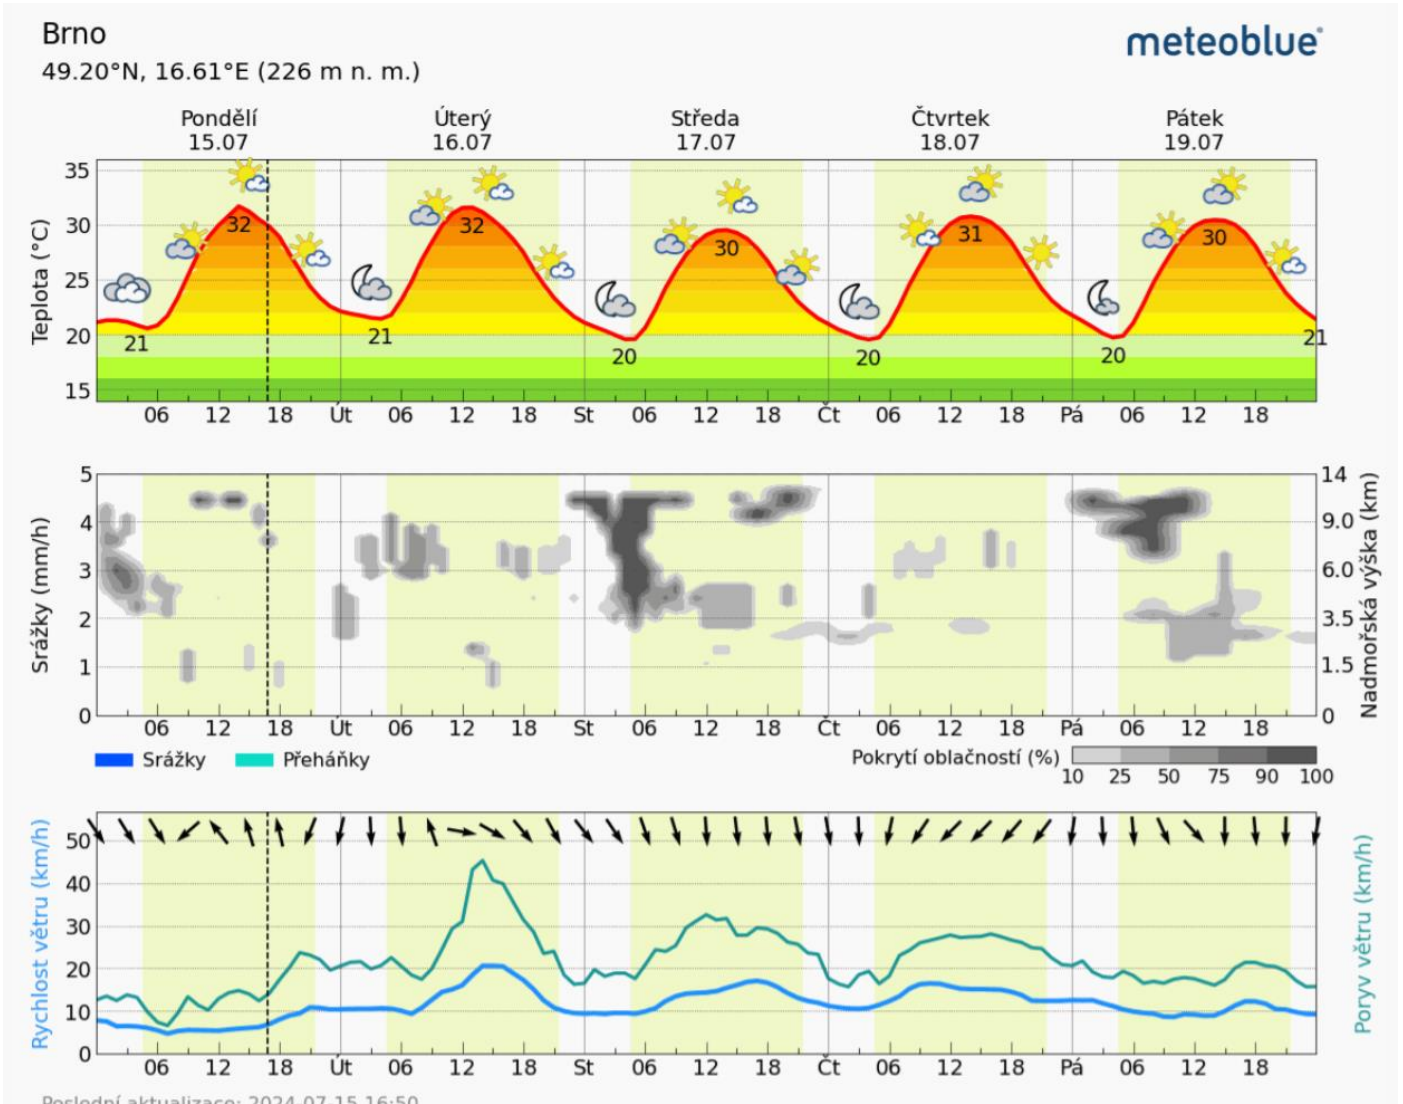 Brno
meteoblue
49.20°N, 16.61°E (226 m n. m.)
Pondělí Úterý Středa Čtvrtek Pátek
15.07 16.07 17.07 18.07 19.07
Teplota (°C)
35
30
25
20
15
32 32 30 31 30
21 21 20 20 20 21
06 12 18 Út 06 12 18 St 06 12 18 Čt 06 12 18 Pá 06 12 18
Srážky (mm/h)
5
4
3
2
1
0
14
9.0
6.0
3.5
1.5
0
Nadmořská výška (km)
06 12 18 Út 06 12 18 St 06 12 18 Čt 06 12 18 Pá 06 12 18
Srážky Přeháňky
Pokrytí oblačností (%)
10 25 50 75 90 100
Rychlost větru (km/h)
50
40
30
20
10
0
Poryv větru (km/h)
06 12 18 Út 06 12 18 St 06 12 18 Čt 06 12 18 Pá 06 12 18
Poslední aktualizace: 2024-07-15 16:50